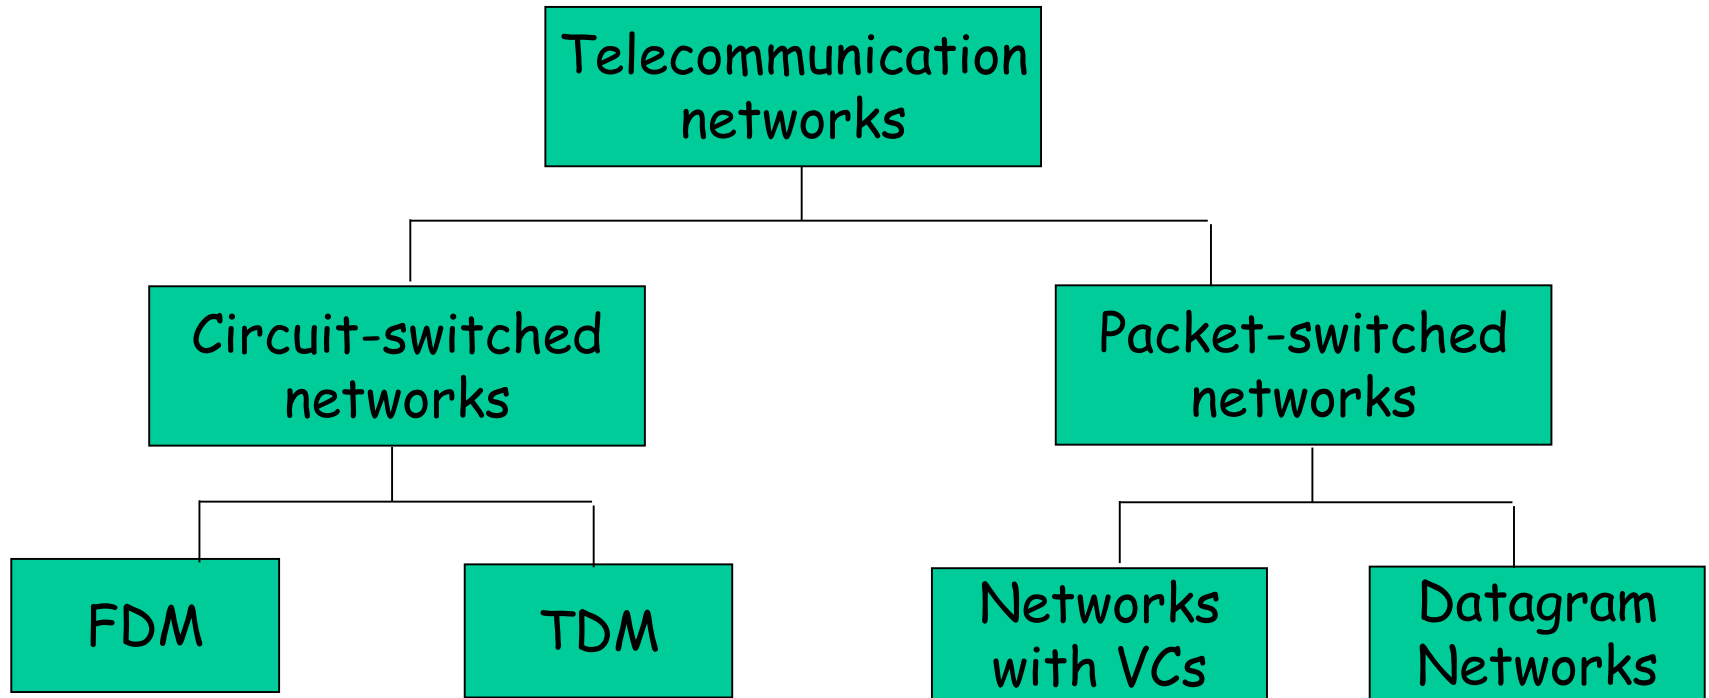 Telecommunication
networks
Circuit-switched
networks
Packet-switched
networks
FDM
TDM
Networks
with VCs
Datagram
Networks